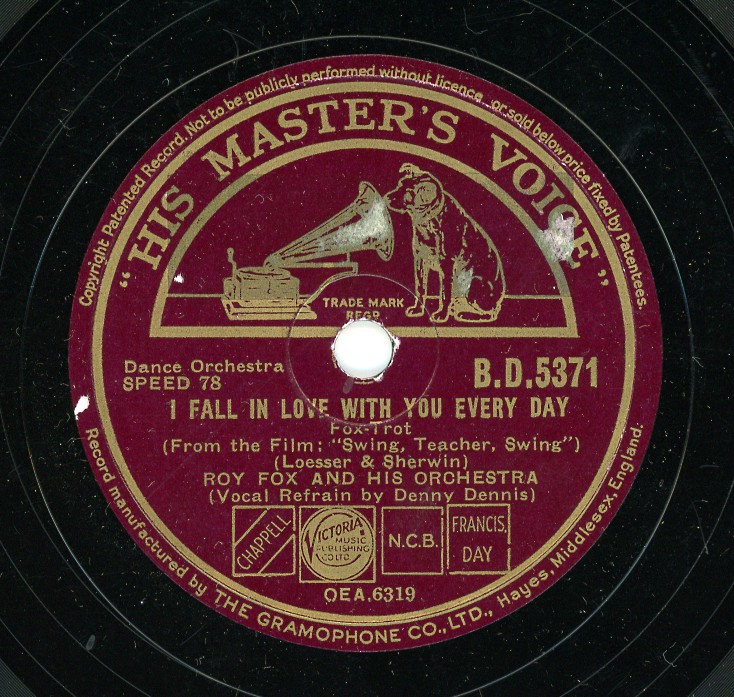 Copyright Patented Record. Not to be publicly performed without licence or sold below price fixed by Patentees.
"HIS MASTER'S VOICE"
TRADE MARK
REGD
Dance Orchestra
SPEED 78
B.D.5371
I FALL IN LOVE WITH YOU EVERY DAY
Fox-Trot
(From the Film: "Swing, Teacher, Swing")
(Loesser & Sherwin)
ROY FOX AND HIS ORCHESTRA
(Vocal Refrain by Denny Dennis)
CHAPPELL
VICTORIA
MUSIC
PUBLISHING
CO LTD
N.C.B.
FRANCIS,
DAY
OEA.6319
Record manufactured by THE GRAMOPHONE CO., LTD., Hayes, Middlesex, England.